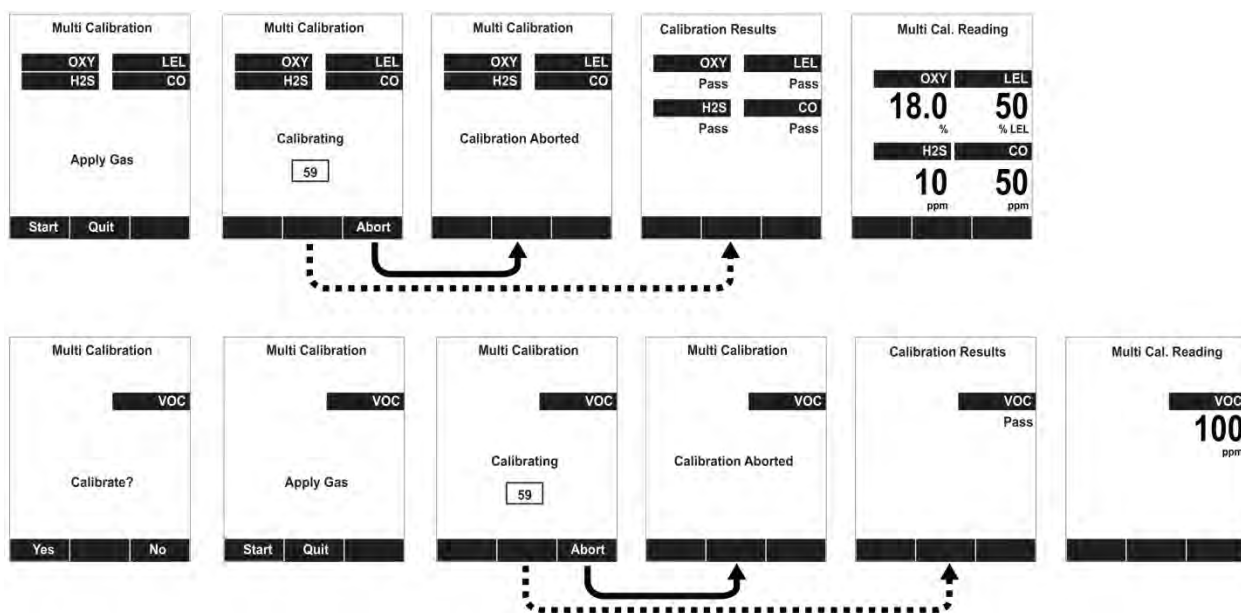 Multi Calibration
OXY LEL
H2S CO
Apply Gas
Start Quit
Multi Calibration
OXY LEL
H2S CO
Calibrating
59
Abort
Multi Calibration
OXY LEL
H2S CO
Calibration Aborted
Calibration Results
OXY LEL
Pass Pass
H2S CO
Pass Pass
Multi Cal. Reading
OXY LEL
18.0 50
% % LEL
H2S CO
10 50
ppm ppm
Multi Calibration
VOC
Calibrate?
Yes No
Multi Calibration
VOC
Apply Gas
Start Quit
Multi Calibration
VOC
Calibrating
59
Abort
Multi Calibration
VOC
Calibration Aborted
Calibration Results
VOC
Pass
Multi Cal. Reading
VOC
100
ppm